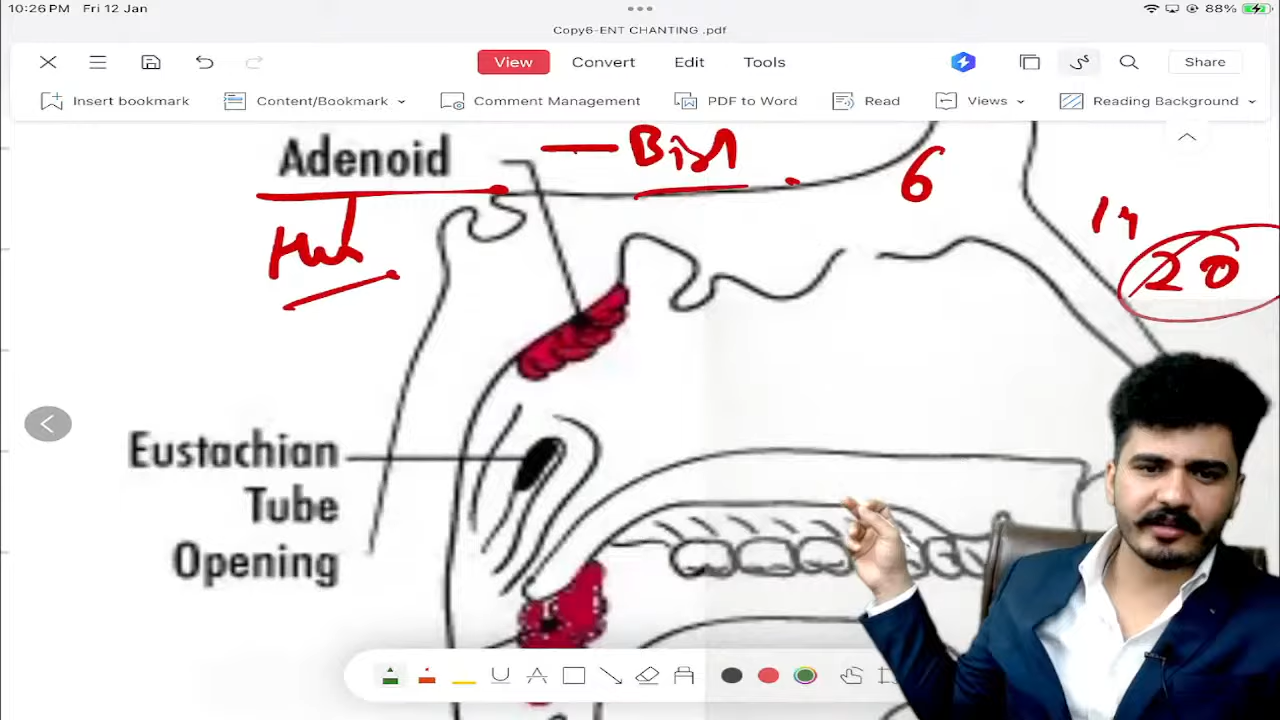 10:26 PM Fri 12 Jan
88%
Copy6-ENT CHANTING .pdf
View Convert Edit Tools
Share
Insert bookmark Content/Bookmark Comment Management PDF to Word Read Views Reading Background
Adenoid
6
14
20
Eustachian
Tube
Opening